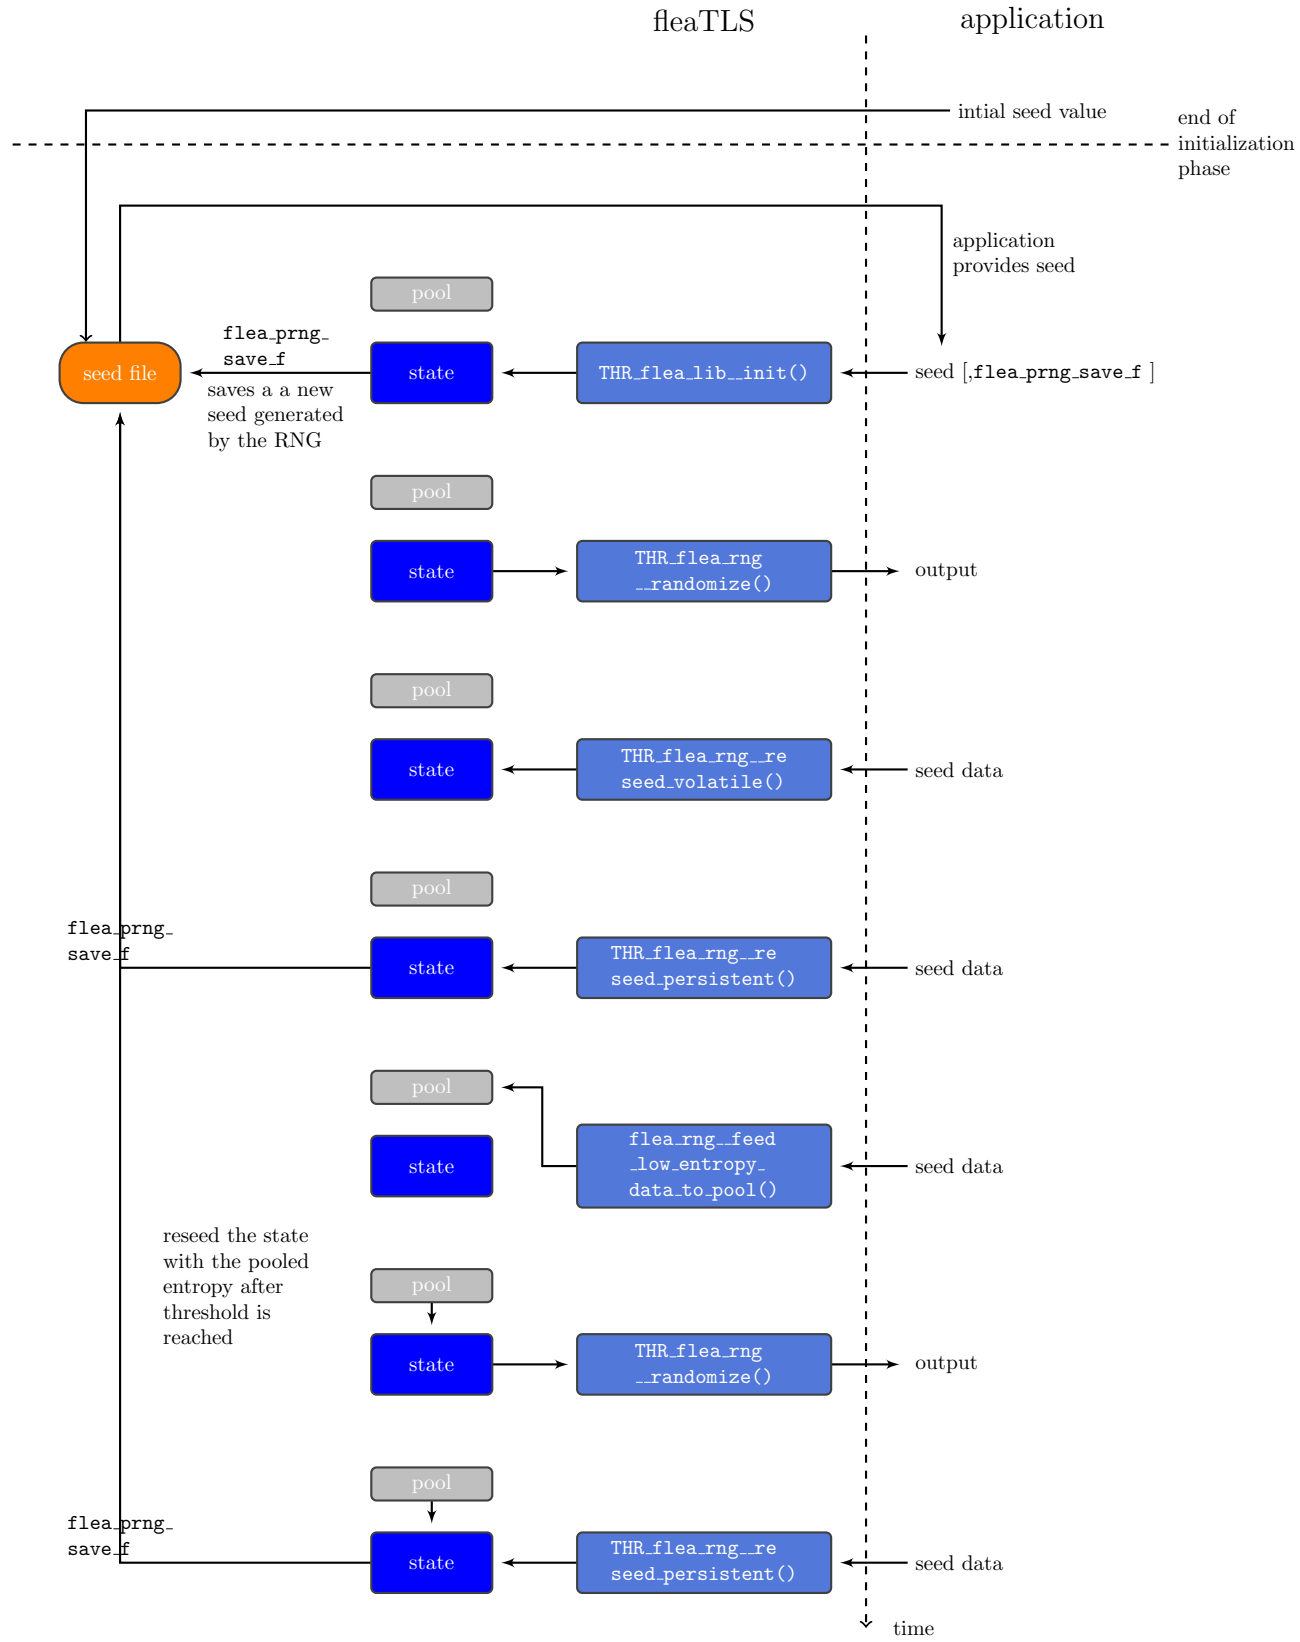 fleaTLS
application
intial seed value
end of
initialization
phase
application
provides seed
pool
flea_prng_
save_f
seed file
state
THR_flea_lib__init()
seed [,flea_prng_save_f ]
saves a a new
seed generated
by the RNG
pool
state
THR_flea_rng
__randomize()
output
pool
state
THR_flea_rng__re
seed_volatile()
seed data
pool
flea_prng_
save_f
state
THR_flea_rng__re
seed_persistent()
seed data
pool
state
flea_rng__feed
_low_entropy_
data_to_pool()
seed data
reseed the state
with the pooled
entropy after
threshold is
reached
pool
state
THR_flea_rng
__randomize()
output
pool
flea_prng_
save_f
state
THR_flea_rng__re
seed_persistent()
seed data
time